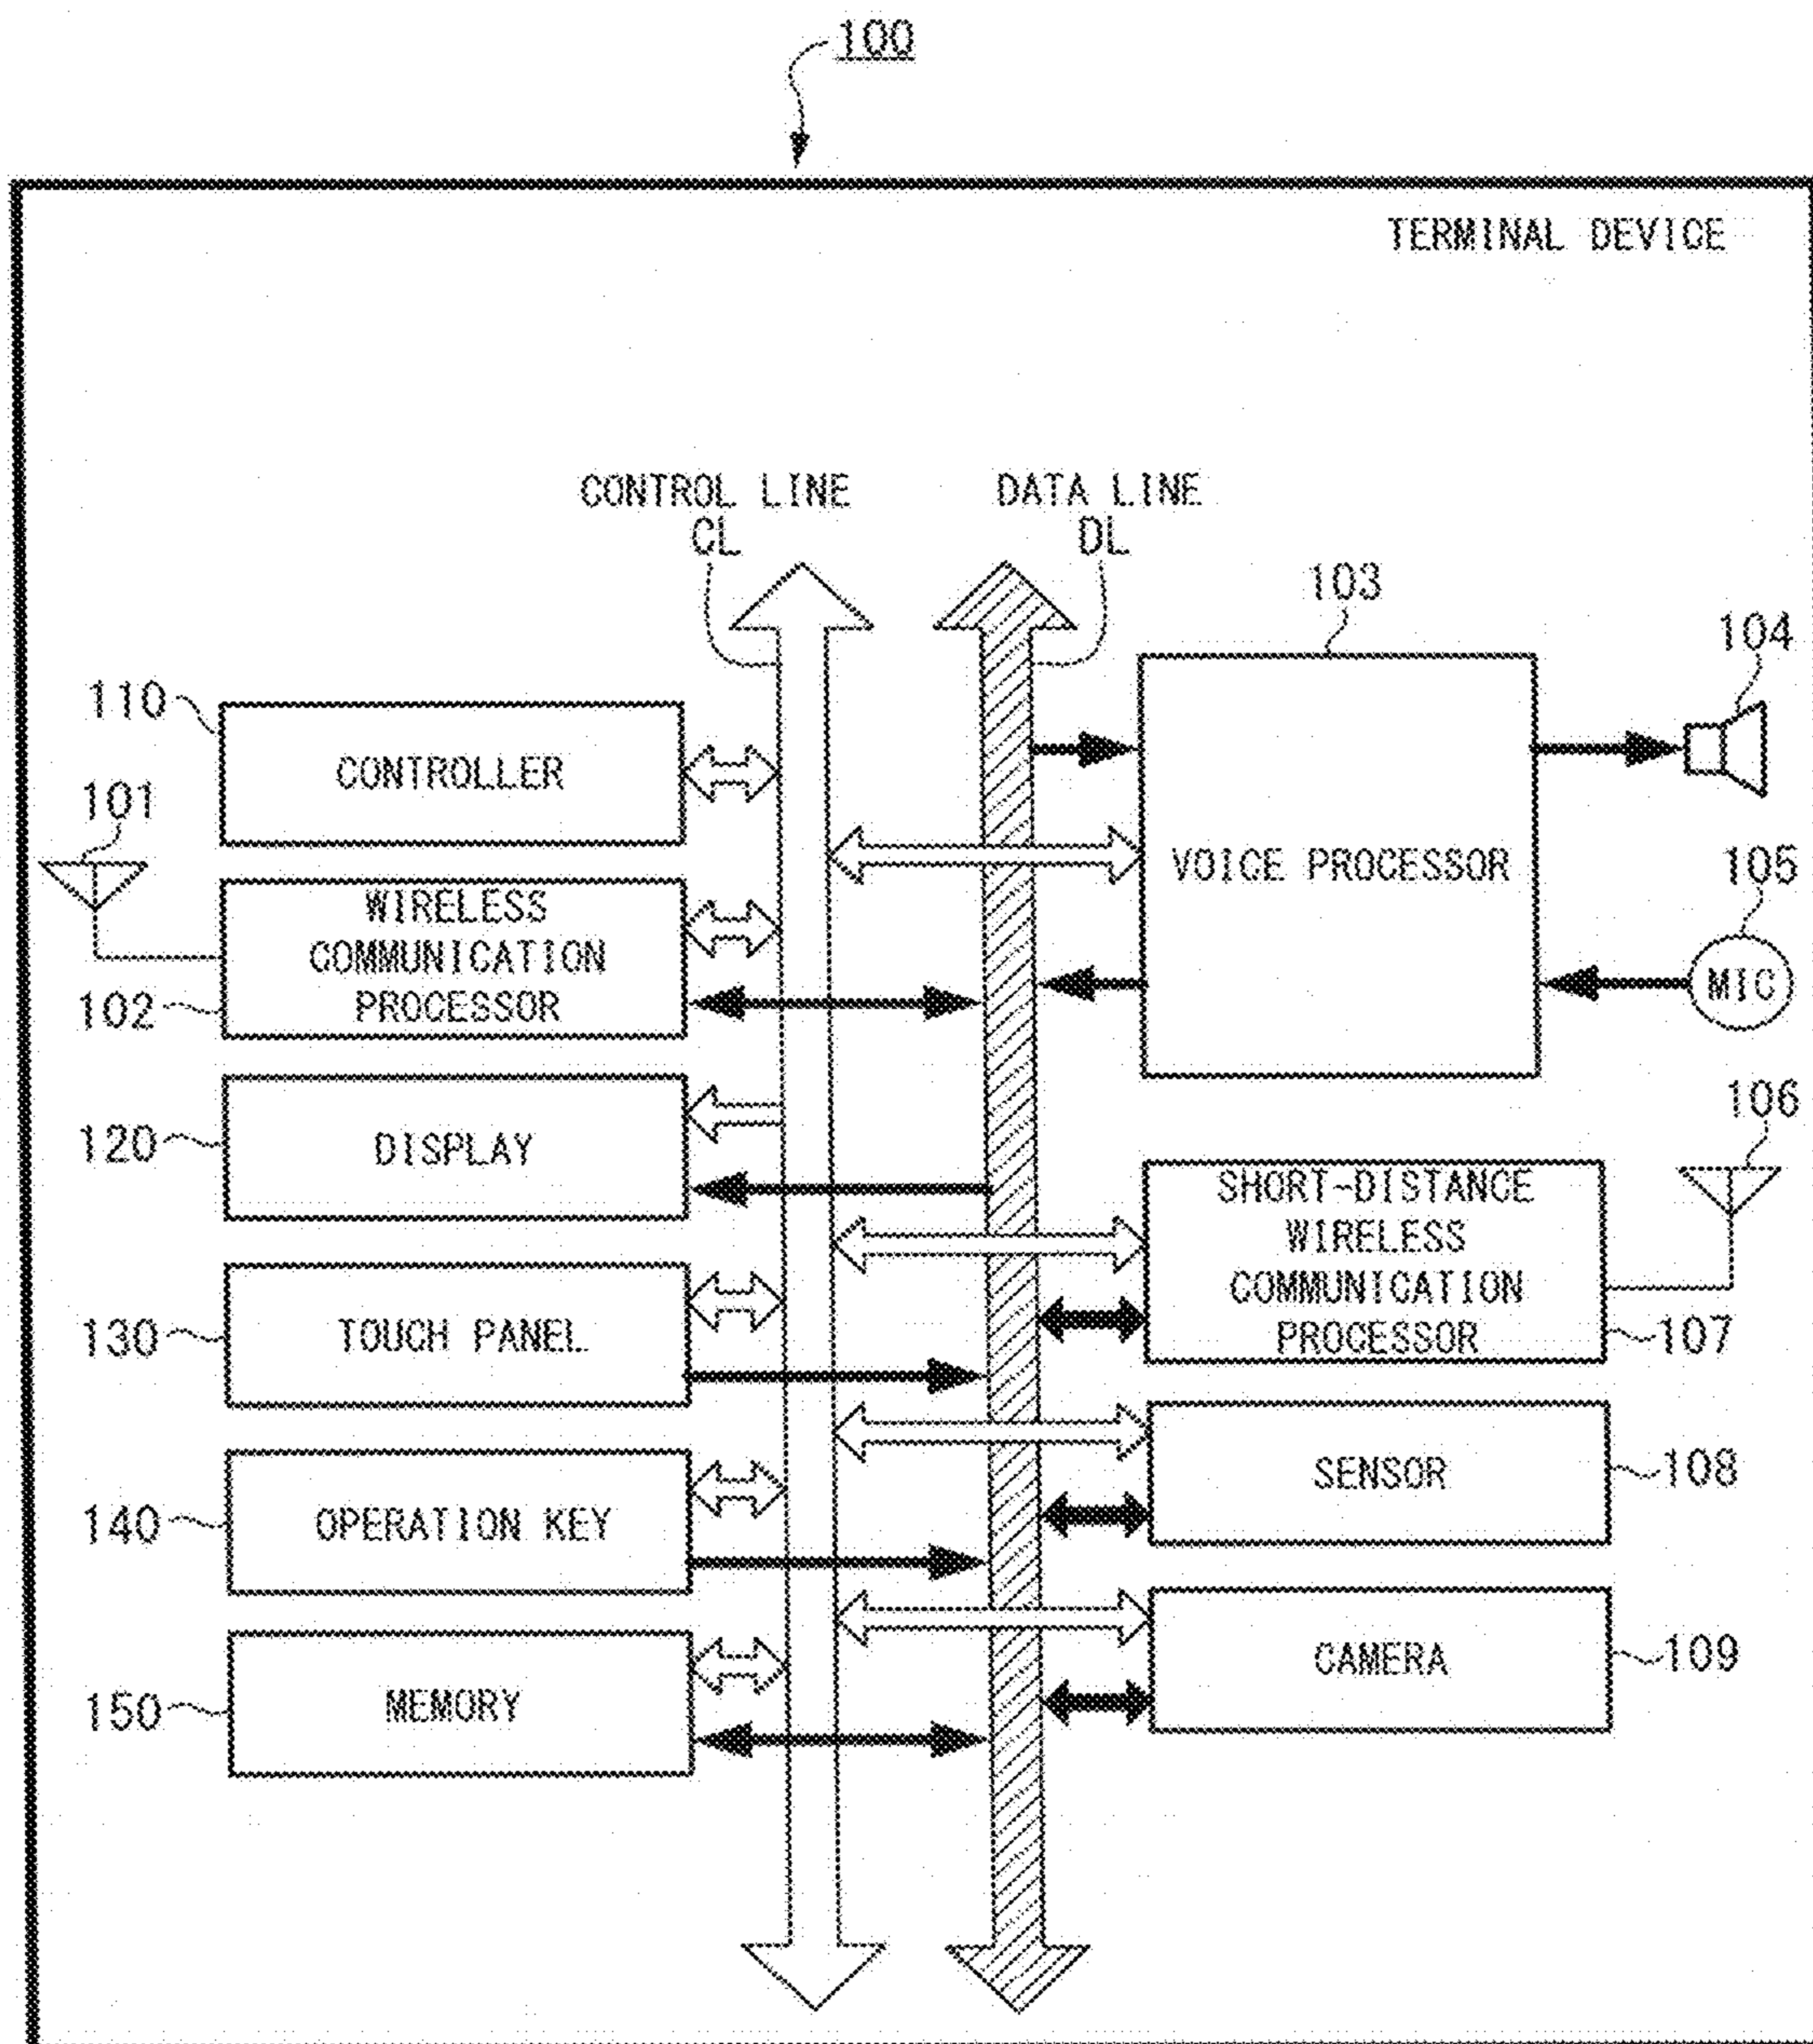 100
TERMINAL DEVICE
CONTROL LINE
CL
DATA LINE
DL
103
104
110
CONTROLLER
101
VOICE PROCESSOR
105
MIC
WIRELESS
COMMUNICATION
PROCESSOR
102
106
120
DISPLAY
SHORT-DISTANCE
WIRELESS
COMMUNICATION
PROCESSOR
107
130
TOUCH PANEL
SENSOR
108
140
OPERATION KEY
CAMERA
109
150
MEMORY